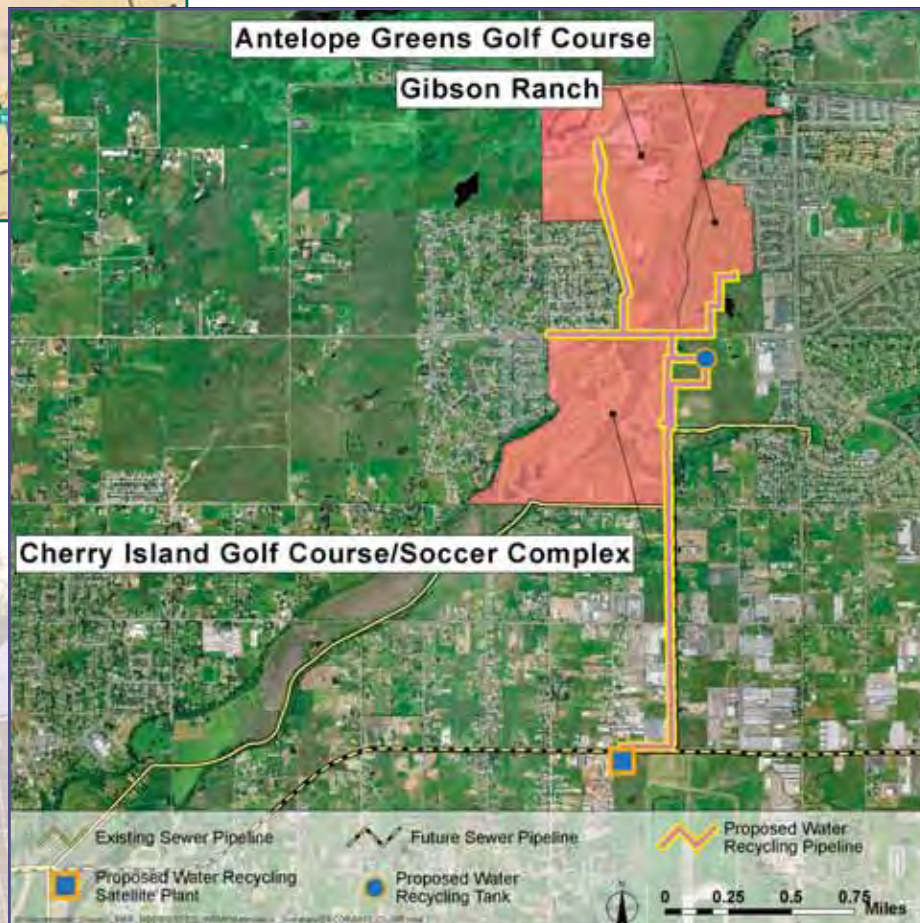 Antelope Greens Golf Course
Gibson Ranch
Cherry Island Golf Course/Soccer Complex
Existing Sewer Pipeline
Future Sewer Pipeline
Proposed Water
Recycling Pipeline
Proposed Water Recycling
Satellite Plant
Proposed Water
Recycling Tank
N
0 0.25 0.5 0.75
Miles